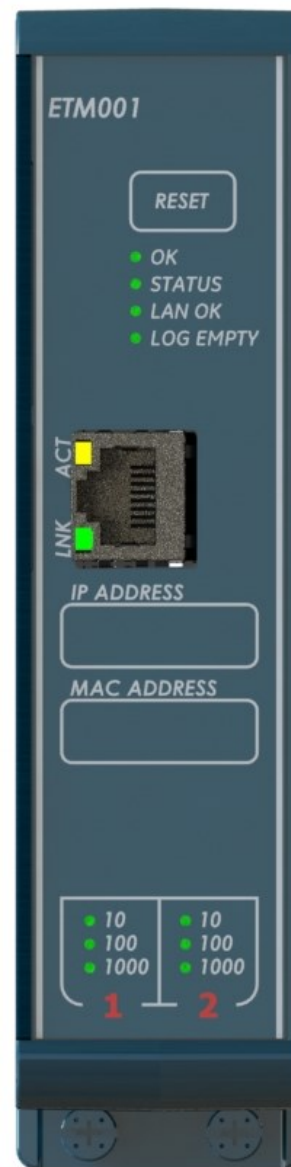 ETM001
RESET
OK
STATUS
LAN OK
LOG EMPTY
ACT
LNK
IP ADDRESS
MAC ADDRESS
10 10
100 100
1000 1000
1 2